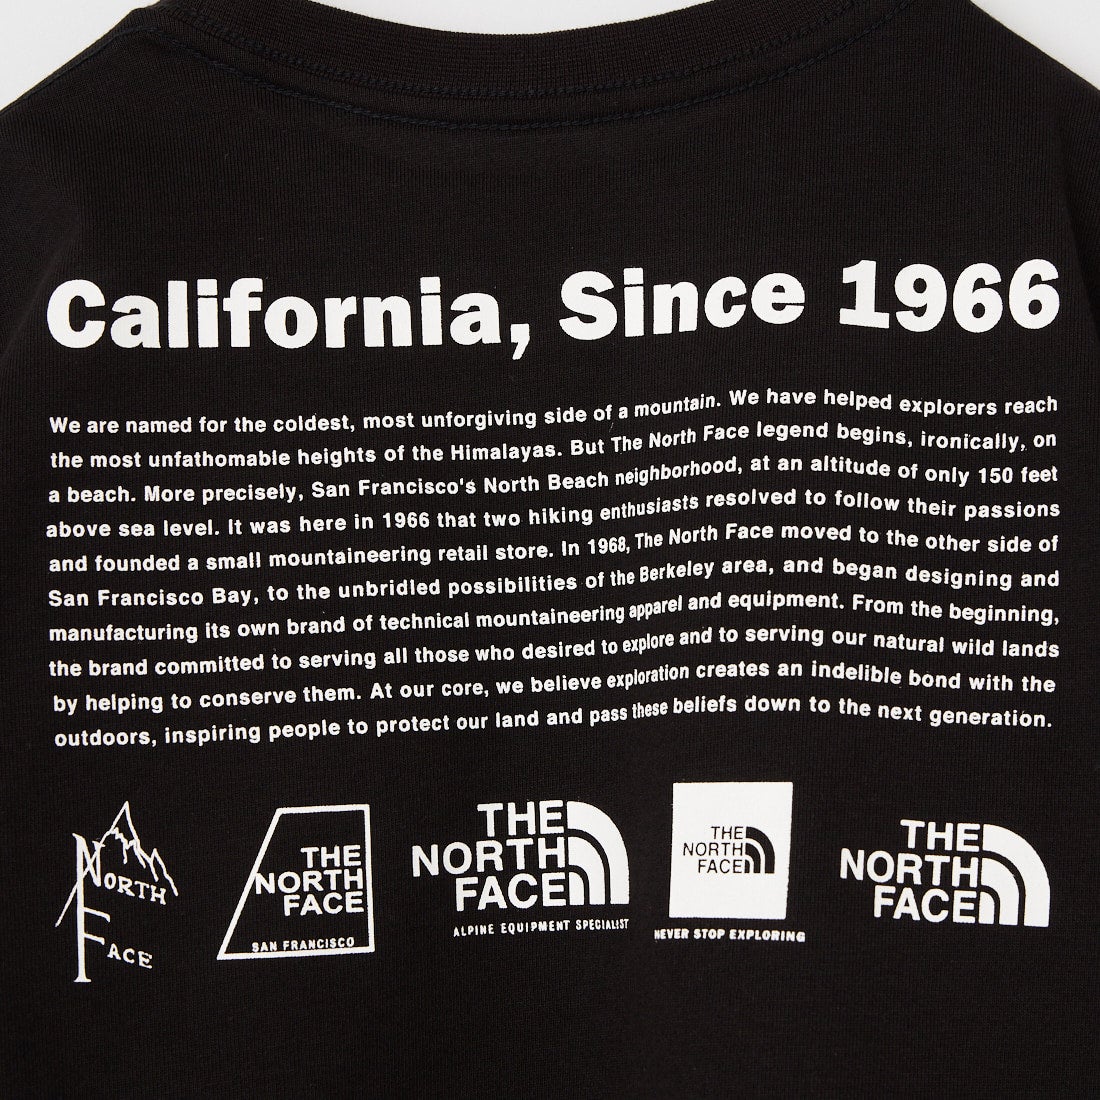 California, Since 1966
We are named for the coldest, most unforgiving side of a mountain. We have helped explorers reach
the most unfathomable heights of the Himalayas. But The North Face legend begins, ironically, on
a beach. More precisely, San Francisco's North Beach neighborhood, at an altitude of only 150 feet
above sea level. It was here in 1966 that two hiking enthusiasts resolved to follow their passions
and founded a small mountaineering retail store. In 1968, The North Face moved to the other side of
San Francisco Bay, to the unbridled possibilities of the Berkeley area, and began designing and
manufacturing its own brand of technical mountaineering apparel and equipment. From the beginning,
the brand committed to serving all those who desired to explore and to serving our natural wild lands
by helping to conserve them. At our core, we believe exploration creates an indelible bond with the
outdoors, inspiring people to protect our land and pass these beliefs down to the next generation.
North
Face
THE
NORTH
FACE
SAN FRANCISCO
THE
NORTH
FACE
ALPINE EQUIPMENT SPECIALIST
THE
NORTH
FACE
NEVER STOP EXPLORING
THE
NORTH
FACE